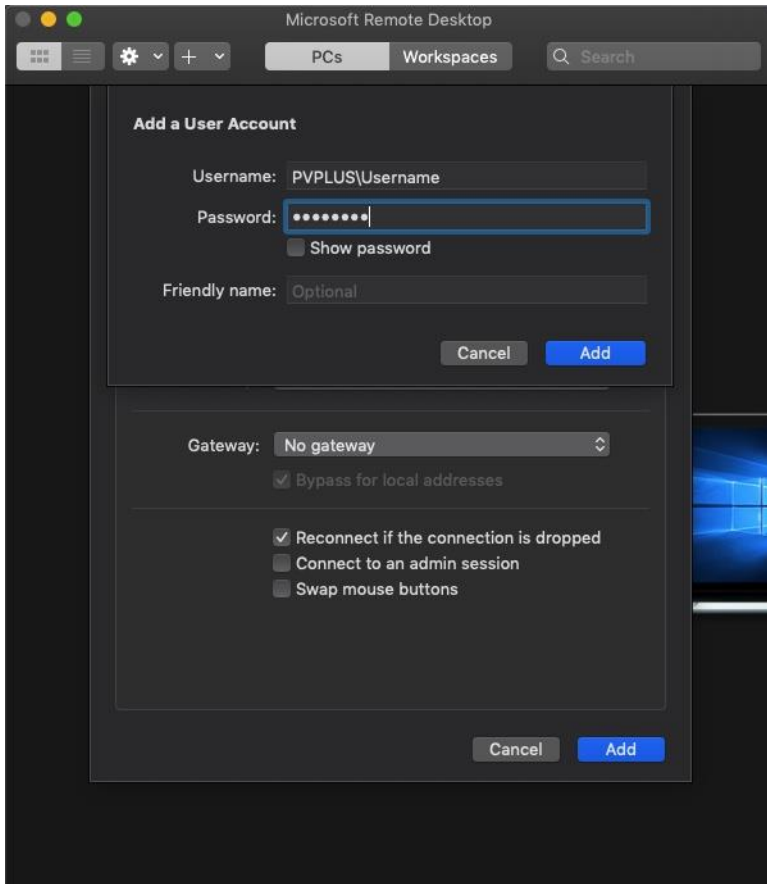 Microsoft Remote Desktop
PCs Workspaces Search
Add a User Account
Username: PVPLUS\Username
Password: ••••••••
Show password
Friendly name: Optional
Cancel Add
Gateway: No gateway
Bypass for local addresses
Reconnect if the connection is dropped
Connect to an admin session
Swap mouse buttons
Cancel Add